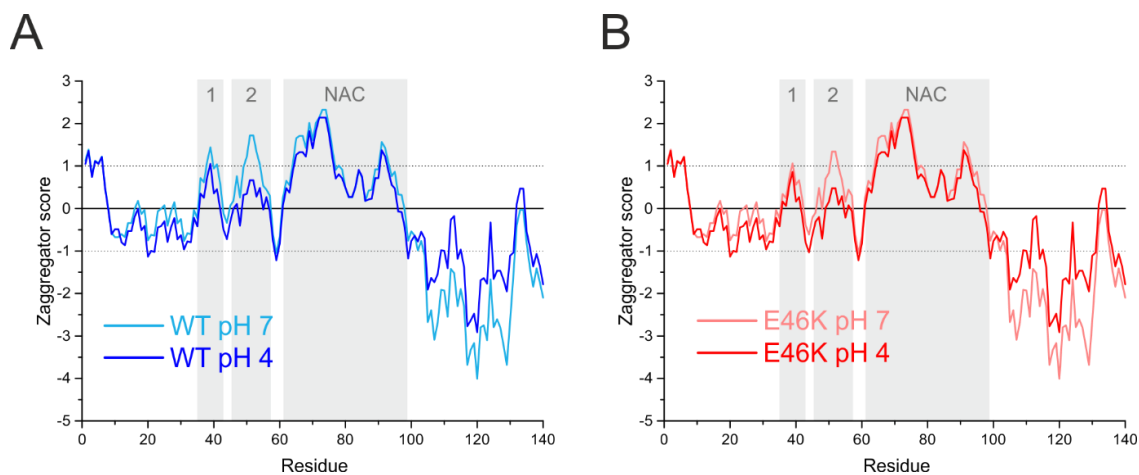 A
B
1 2 NAC
3
2
1
0
-1
-2
-3
-4
-5
Zaggregator score
WT pH 7
WT pH 4
0 20 40 60 80 100 120 140
Residue
1 2 NAC
3
2
1
0
-1
-2
-3
-4
-5
Zaggregator score
E46K pH 7
E46K pH 4
0 20 40 60 80 100 120 140
Residue